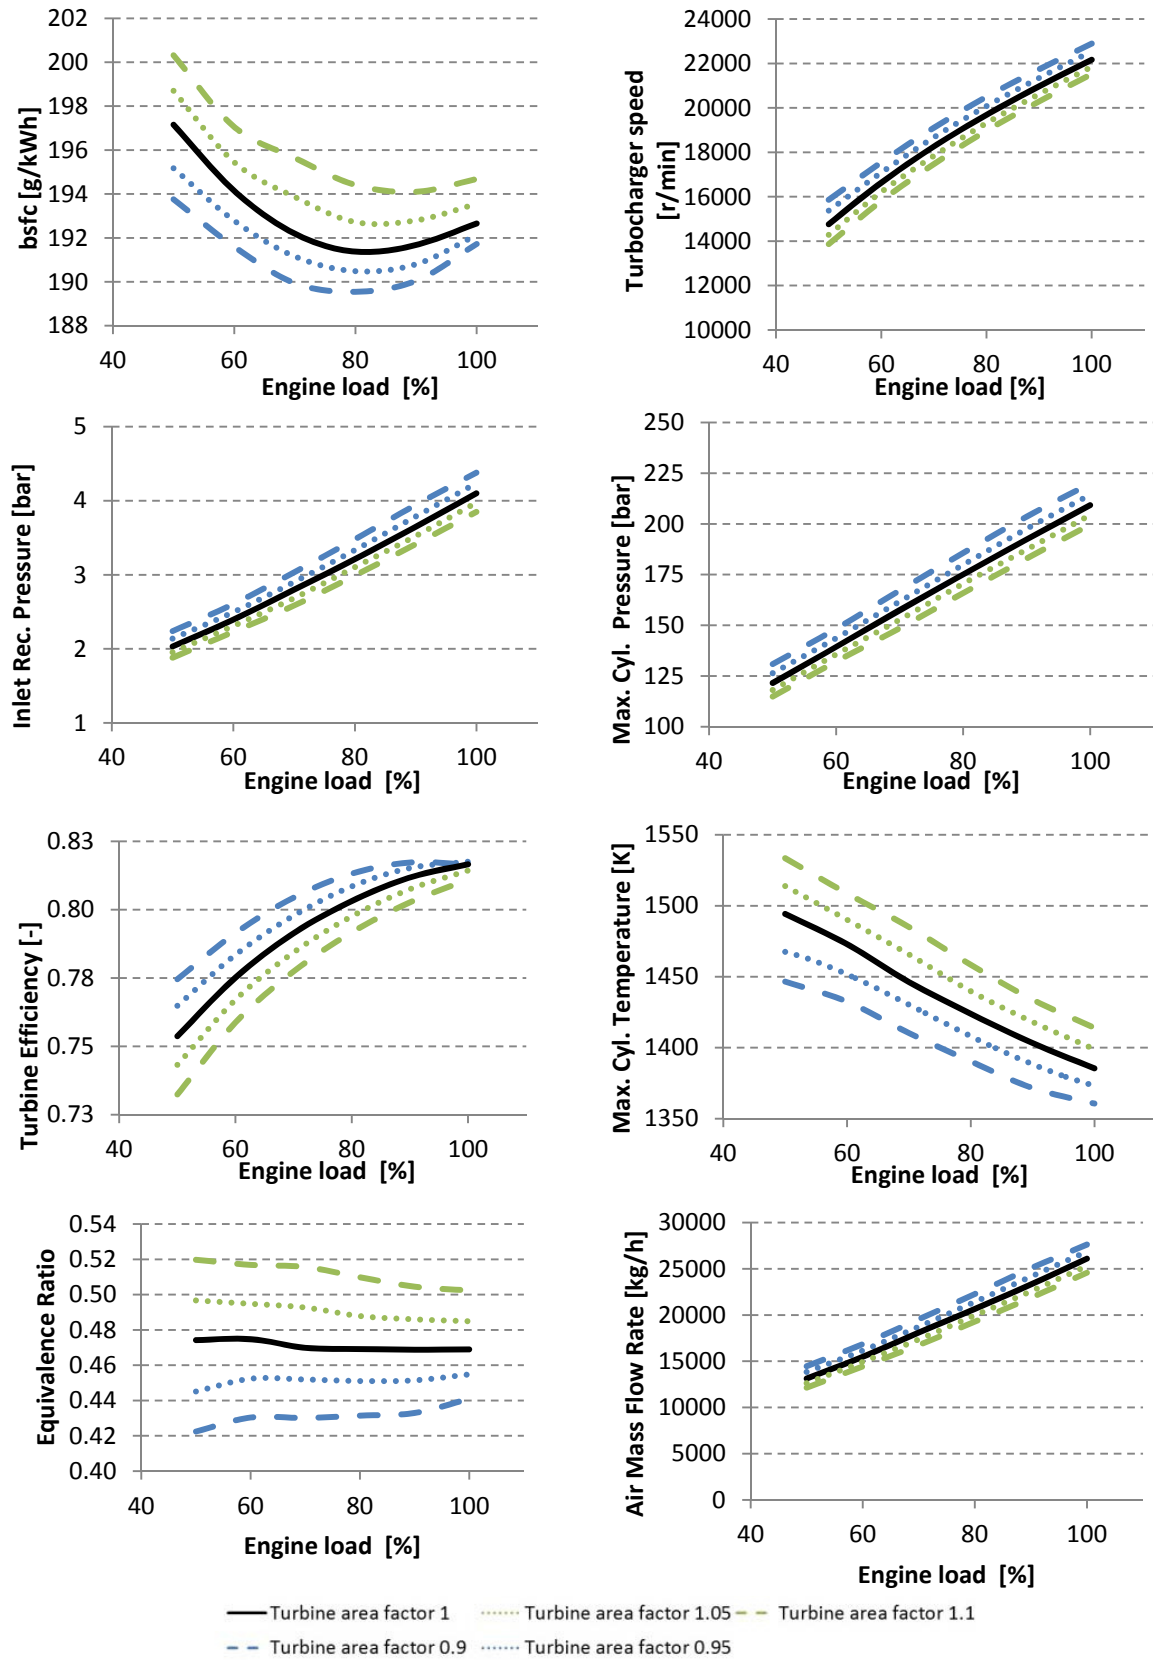 202
200
198
196
194
192
190
188
bsfc [g/kWh]
40 60 80 100
Engine load [%]
24000
22000
20000
18000
16000
14000
12000
10000
Turbocharger speed
[r/min]
40 60 80 100
Engine load [%]
5
4
3
2
1
Inlet Rec. Pressure [bar]
40 60 80 100
Engine load [%]
250
225
200
175
150
125
100
Max. Cyl. Pressure [bar]
40 60 80 100
Engine load [%]
0.83
0.80
0.78
0.75
0.73
Turbine Efficiency [-]
40 60 80 100
Engine load [%]
1550
1500
1450
1400
1350
Max. Cyl. Temperature [K]
40 60 80 100
Engine load [%]
0.54
0.52
0.50
0.48
0.46
0.44
0.42
0.40
Equivalence Ratio
40 60 80 100
Engine load [%]
30000
25000
20000
15000
10000
5000
0
Air Mass Flow Rate [kg/h]
40 60 80 100
Engine load [%]
Turbine area factor 1 Turbine area factor 1.05 Turbine area factor 1.1
Turbine area factor 0.9 Turbine area factor 0.95